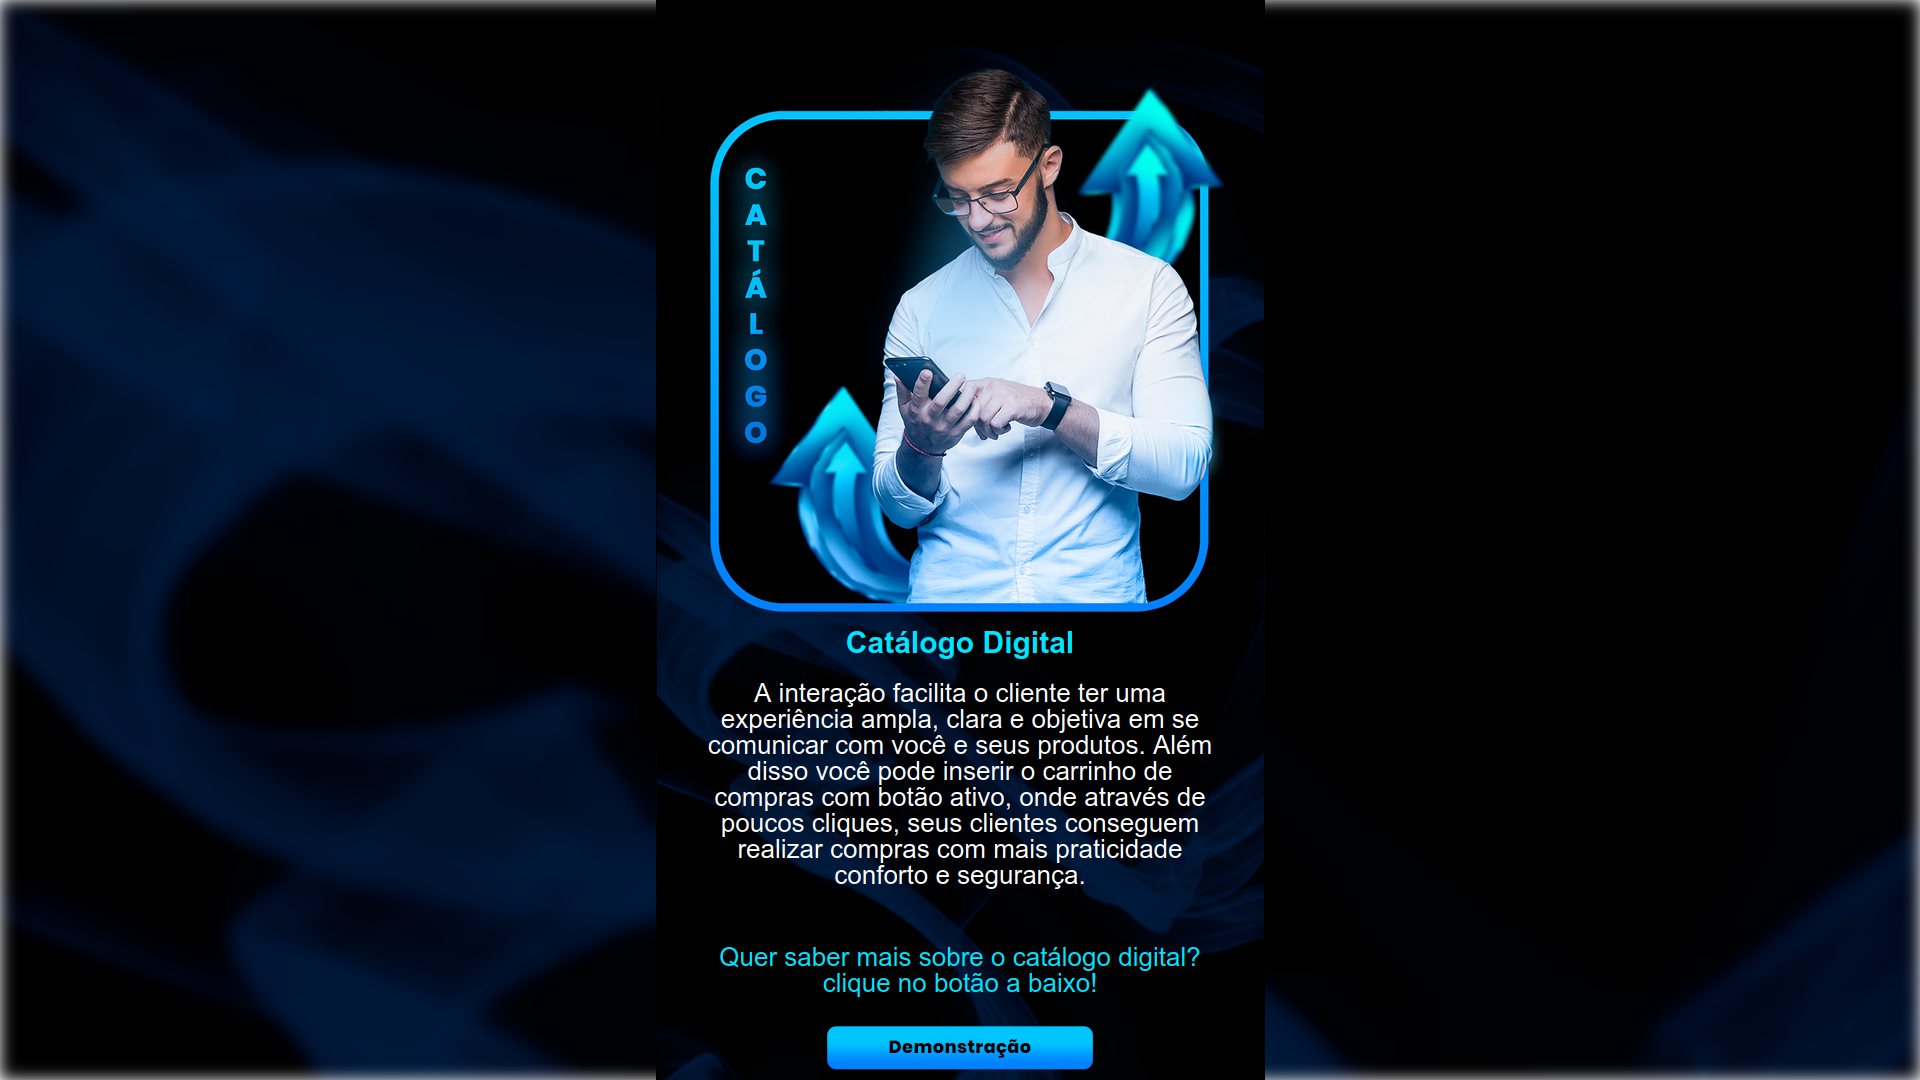 CATÁLOGO
Catálogo Digital
A interação facilita o cliente ter uma
experiência ampla, clara e objetiva em se
comunicar com você e seus produtos. Além
disso você pode inserir o carrinho de
compras com botão ativo, onde através de
poucos cliques, seus clientes conseguem
realizar compras com mais praticidade
conforto e segurança.
Quer saber mais sobre o catálogo digital?
clique no botão a baixo!
Demonstração